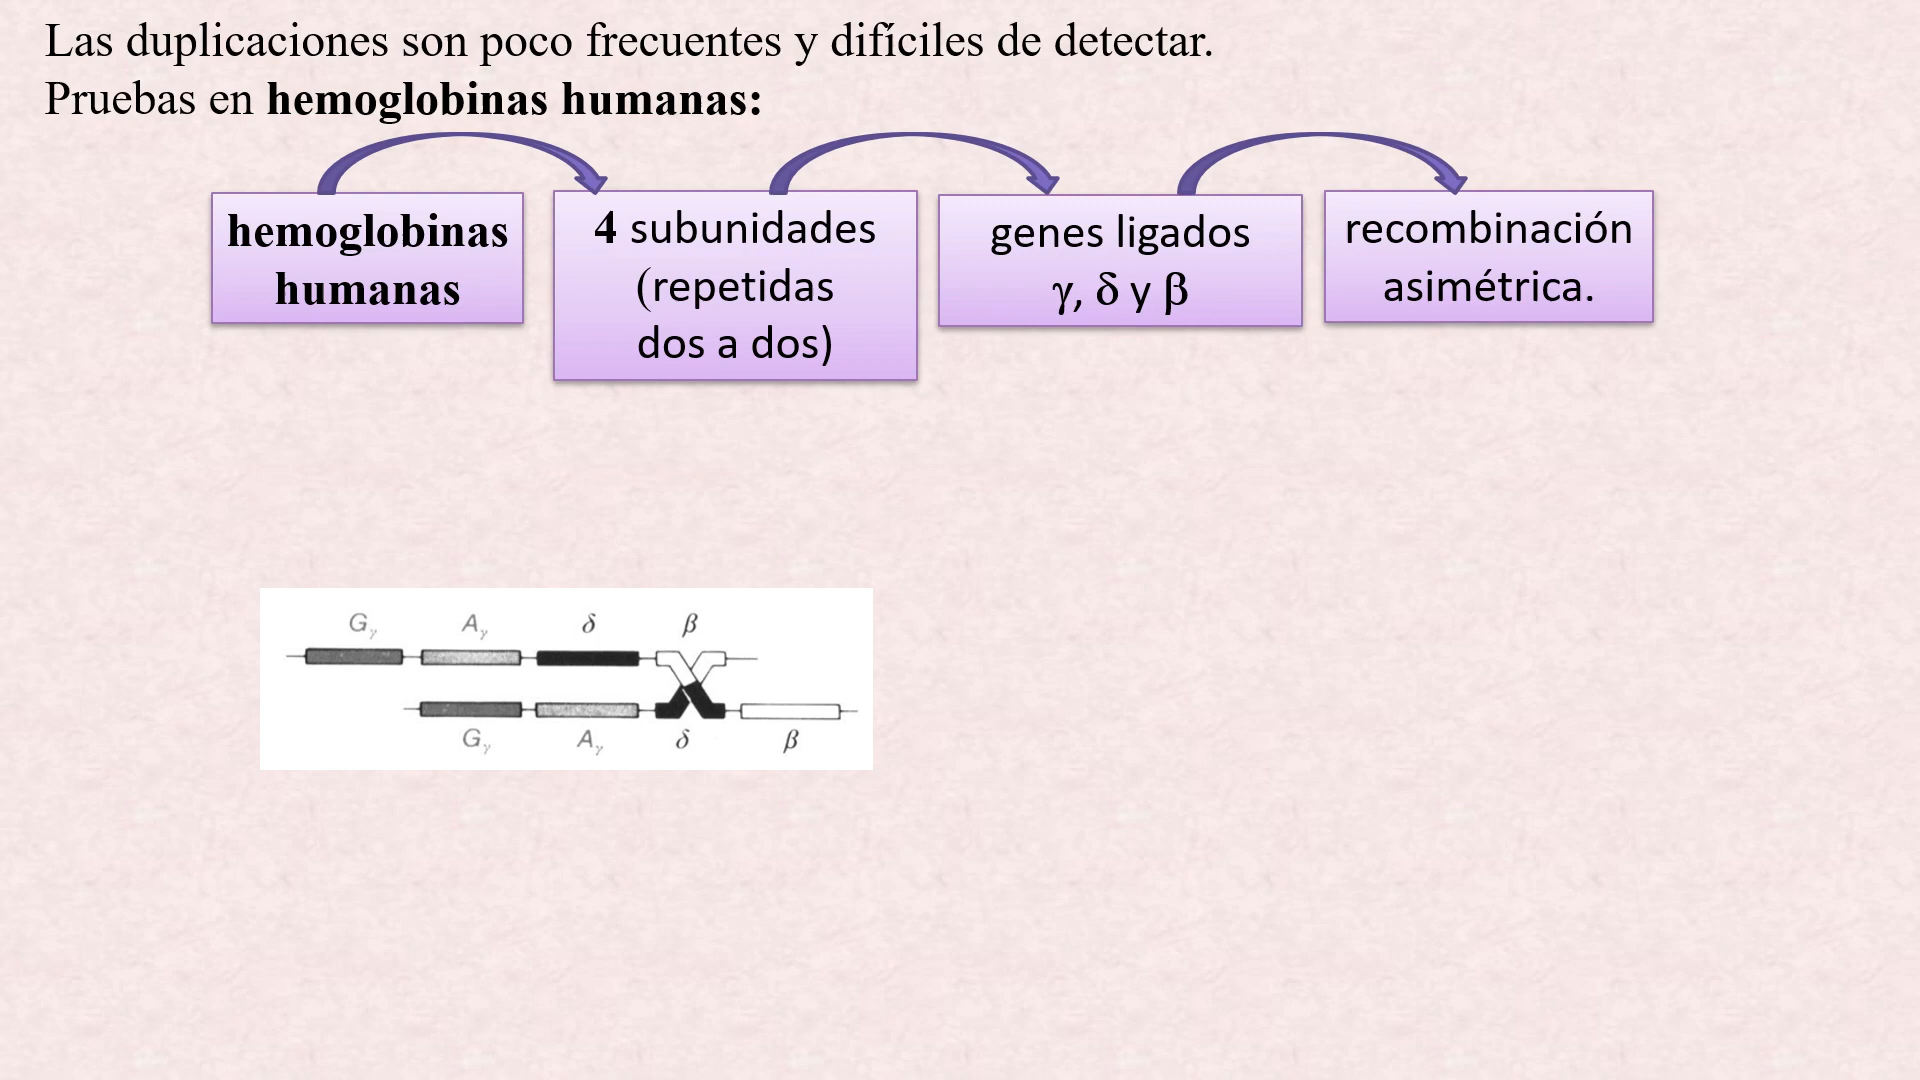 Las duplicaciones son poco frecuentes y difíciles de detectar.
Pruebas en hemoglobinas humanas:
hemoglobinas
humanas
4 subunidades
(repetidas
dos a dos)
genes ligados
γ, δ y β
recombinación
asimétrica.
Gγ Aγ δ β
Gγ Aγ δ β